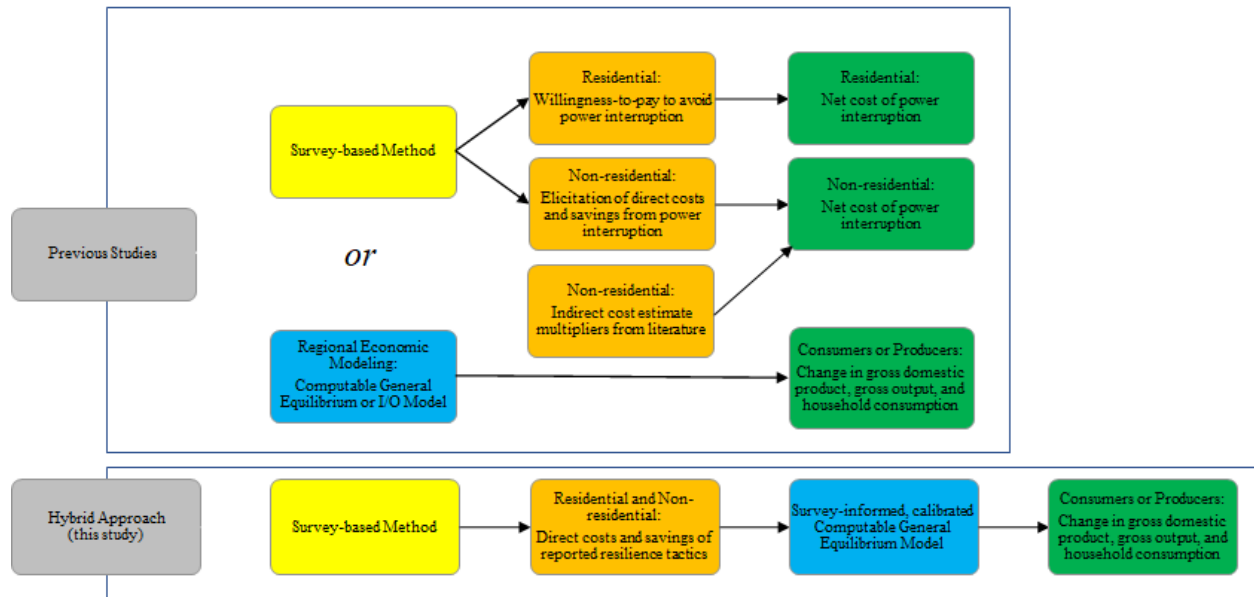 Previous Studies
Survey-based Method
or
Regional Economic
Modeling:
Computable General
Equilibrium or I/O Model
Residential:
Willingness-to-pay to avoid
power interruption
Non-residential:
Elicitation of direct costs
and savings from power
interruption
Non-residential:
Indirect cost estimate
multipliers from literature
Residential:
Net cost of power
interruption
Non-residential:
Net cost of power
interruption
Consumers or Producers:
Change in gross domestic
product, gross output, and
household consumption
Hybrid Approach
(this study)
Survey-based Method
Residential and Non-
residential:
Direct costs and savings of
reported resilience tactics
Survey-informed, calibrated
Computable General
Equilibrium Model
Consumers or Producers:
Change in gross domestic
product, gross output, and
household consumption